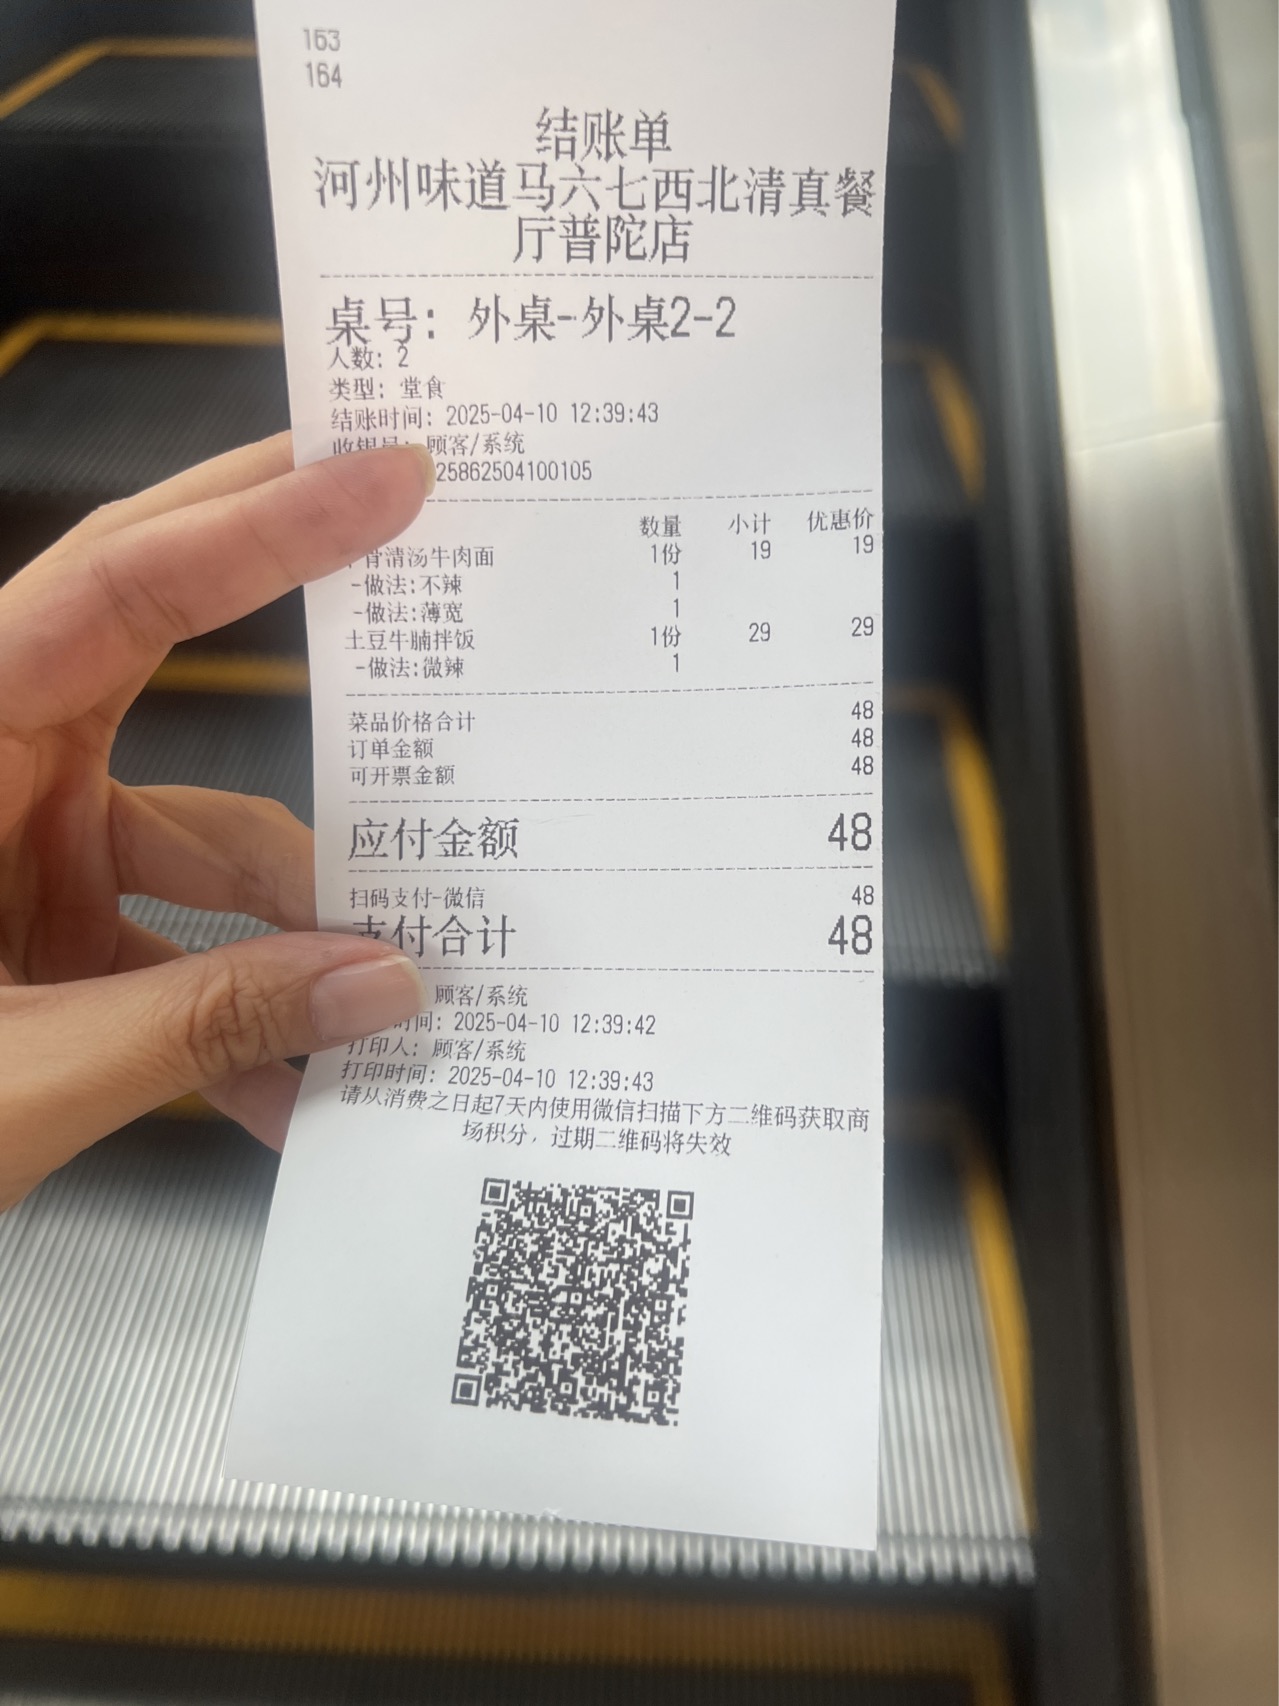 163
164
结账单
河州味道马六七西北清真餐
厅普陀店
桌号: 外桌-外桌2-2
人数: 2
类型: 堂食
结账时间: 2025-04-10 12:39:43
收银员: 顾客/系统
25862504100105
数量 小计 优惠价
骨清汤牛肉面 1份 19 19
-做法:不辣 1
-做法:薄宽 1
土豆牛腩拌饭 1份 29 29
-做法:微辣 1
菜品价格合计 48
订单金额 48
可开票金额 48
应付金额 48
扫码支付-微信 48
支付合计 48
顾客/系统
时间: 2025-04-10 12:39:42
打印人: 顾客/系统
打印时间: 2025-04-10 12:39:43
请从消费之日起7天内使用微信扫描下方二维码获取商
场积分, 过期二维码将失效